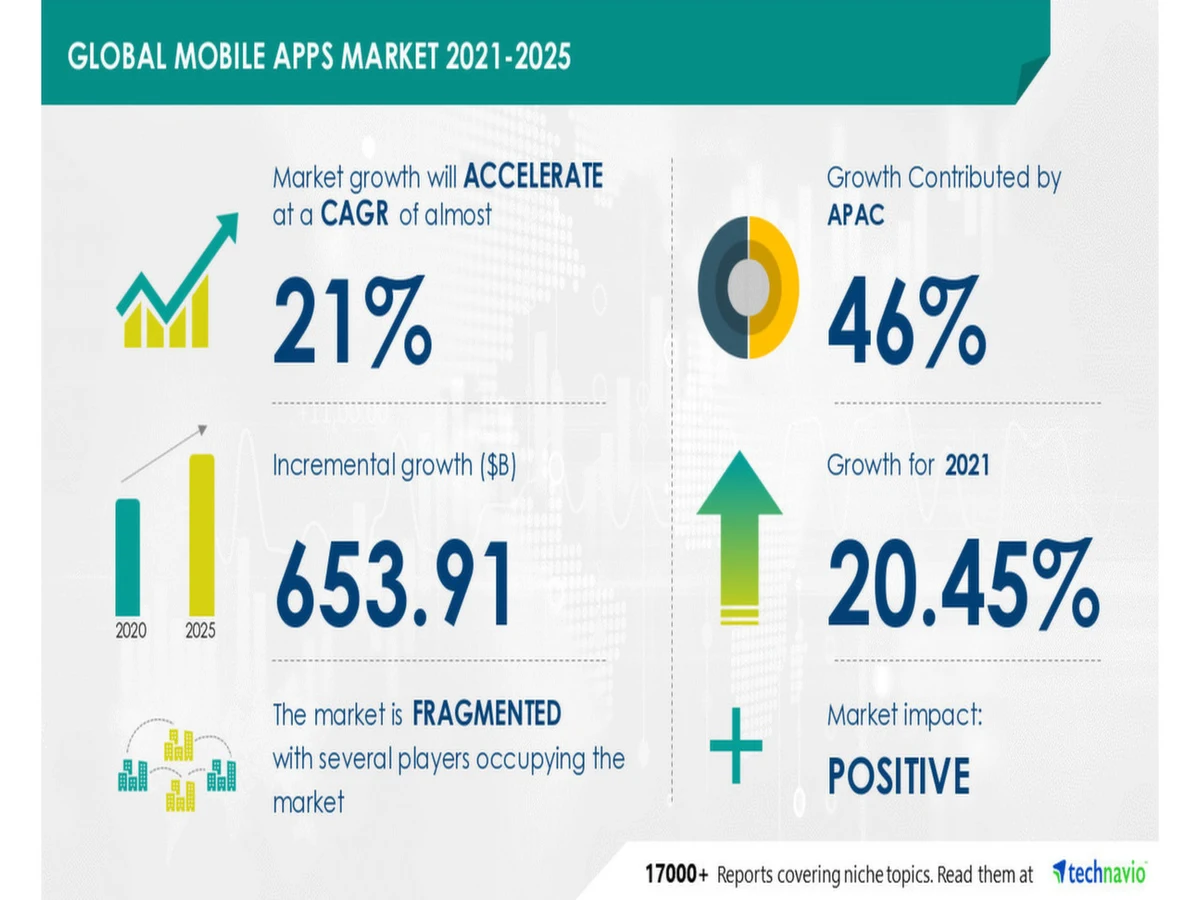 GLOBAL MOBILE APPS MARKET 2021-2025
Market growth will ACCELERATE
at a CAGR of almost
21%
Growth Contributed by
APAC
46%
Incremental growth ($B)
653.91
2020 2025
Growth for 2021
20.45%
The market is FRAGMENTED
with several players occupying the
market
Market impact:
POSITIVE
17000+ Reports covering niche topics. Read them at technavio